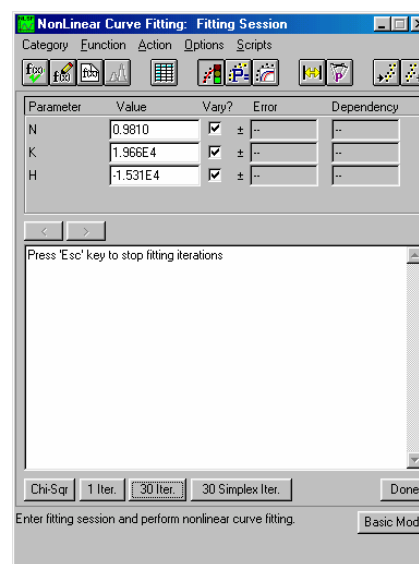 NonLinear Curve Fitting: Fitting Session
Category Function Action Options Scripts
Parameter Value Vary? Error Dependency
N 0.9810 ± -- --
K 1.966E4 ± -- --
H -1.531E4 ± -- --
< >
Press 'Esc' key to stop fitting iterations
Chi-Sqr 1 Iter. 30 Iter. 30 Simplex Iter. Done
Enter fitting session and perform nonlinear curve fitting. Basic Mod